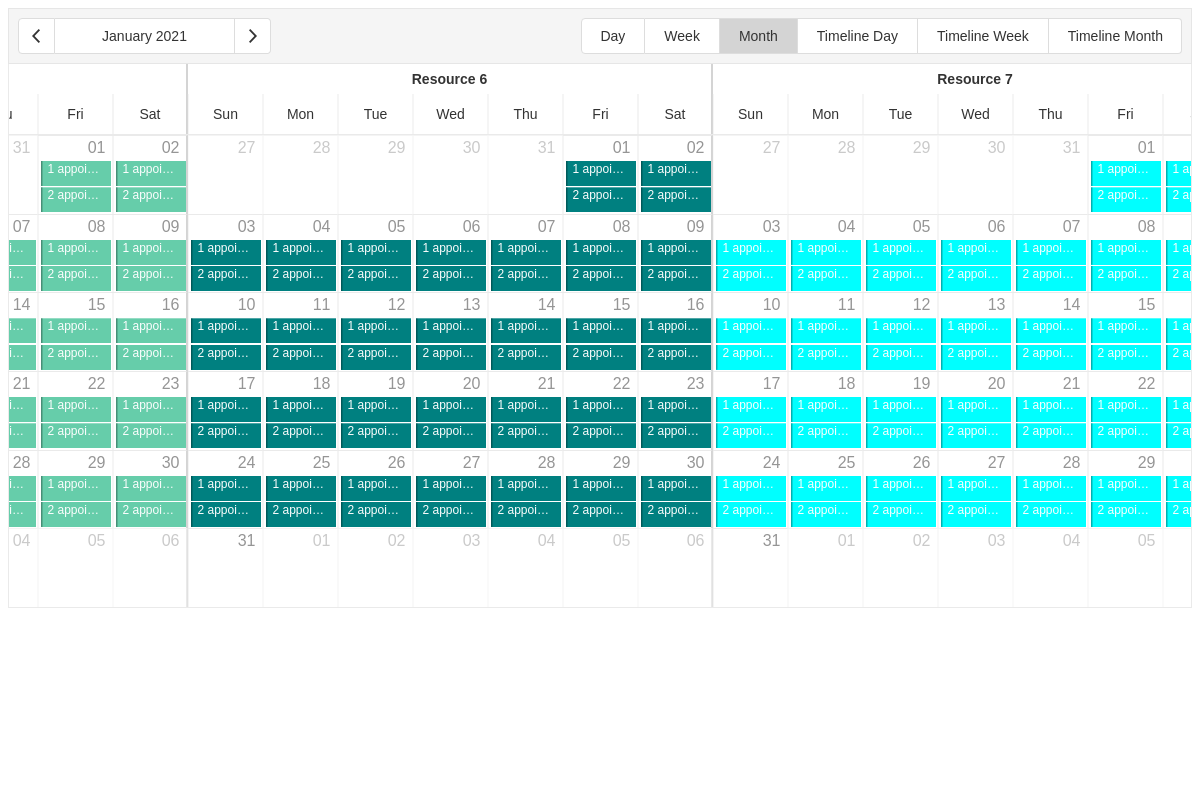 January 2021 Day Week Month Timeline Day Timeline Week Timeline Month
Resource 6 Resource 7
Fri Sat Sun Mon Tue Wed Thu Fri Sat Sun Mon Tue Wed Thu Fri
31 01 02 27 28 29 30 31 01 02 27 28 29 30 31 01
1 appoi… 1 appoi… 1 appoi… 1 appoi… 1 appoi… 1 ap
2 appoi… 2 appoi… 2 appoi… 2 appoi… 2 appoi… 2 ap
07 08 09 03 04 05 06 07 08 09 03 04 05 06 07 08
i… 1 appoi… 1 appoi… 1 appoi… 1 appoi… 1 appoi… 1 appoi… 1 appoi… 1 appoi… 1 appoi… 1 appoi… 1 appoi… 1 appoi… 1 appoi… 1 appoi… 1 appoi… 1 ap
i… 2 appoi… 2 appoi… 2 appoi… 2 appoi… 2 appoi… 2 appoi… 2 appoi… 2 appoi… 2 appoi… 2 appoi… 2 appoi… 2 appoi… 2 appoi… 2 appoi… 2 appoi… 2 ap
14 15 16 10 11 12 13 14 15 16 10 11 12 13 14 15
i… 1 appoi… 1 appoi… 1 appoi… 1 appoi… 1 appoi… 1 appoi… 1 appoi… 1 appoi… 1 appoi… 1 appoi… 1 appoi… 1 appoi… 1 appoi… 1 appoi… 1 appoi… 1 ap
i… 2 appoi… 2 appoi… 2 appoi… 2 appoi… 2 appoi… 2 appoi… 2 appoi… 2 appoi… 2 appoi… 2 appoi… 2 appoi… 2 appoi… 2 appoi… 2 appoi… 2 appoi… 2 ap
21 22 23 17 18 19 20 21 22 23 17 18 19 20 21 22
i… 1 appoi… 1 appoi… 1 appoi… 1 appoi… 1 appoi… 1 appoi… 1 appoi… 1 appoi… 1 appoi… 1 appoi… 1 appoi… 1 appoi… 1 appoi… 1 appoi… 1 appoi… 1 ap
i… 2 appoi… 2 appoi… 2 appoi… 2 appoi… 2 appoi… 2 appoi… 2 appoi… 2 appoi… 2 appoi… 2 appoi… 2 appoi… 2 appoi… 2 appoi… 2 appoi… 2 appoi… 2 ap
28 29 30 24 25 26 27 28 29 30 24 25 26 27 28 29
i… 1 appoi… 1 appoi… 1 appoi… 1 appoi… 1 appoi… 1 appoi… 1 appoi… 1 appoi… 1 appoi… 1 appoi… 1 appoi… 1 appoi… 1 appoi… 1 appoi… 1 appoi… 1 ap
i… 2 appoi… 2 appoi… 2 appoi… 2 appoi… 2 appoi… 2 appoi… 2 appoi… 2 appoi… 2 appoi… 2 appoi… 2 appoi… 2 appoi… 2 appoi… 2 appoi… 2 appoi… 2 ap
04 05 06 31 01 02 03 04 05 06 31 01 02 03 04 05